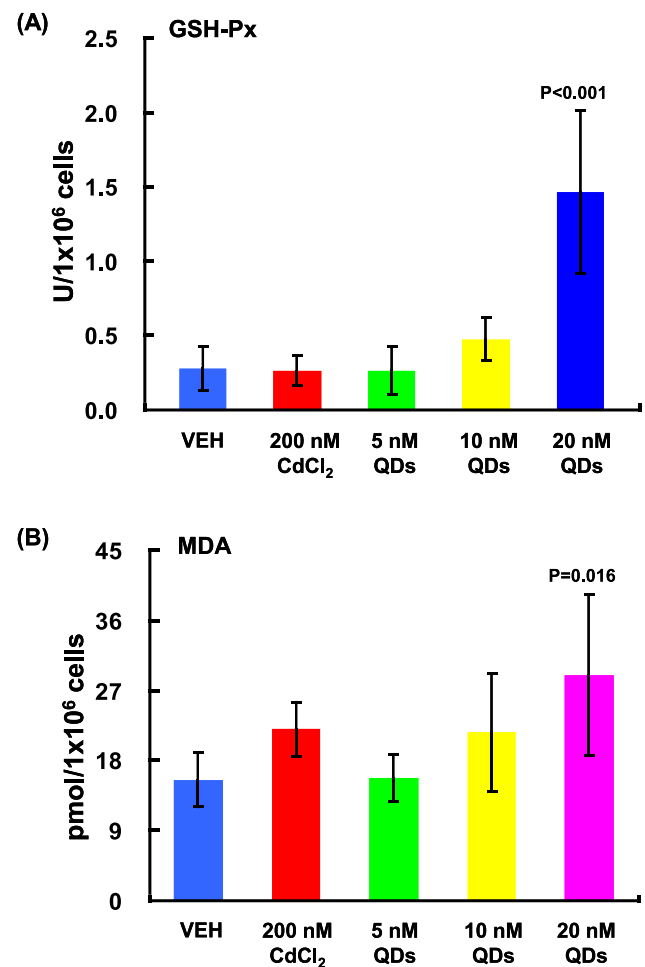 (A) GSH-Px
2.5
2.0
1.5
1.0
0.5
0.0
U/1x10⁶ cells
P<0.001
VEH 200 nM 5 nM 10 nM 20 nM
CdCl₂ QDs QDs QDs
(B) MDA
45
36
27
18
9
0
pmol/1x10⁶ cells
P=0.016
VEH 200 nM 5 nM 10 nM 20 nM
CdCl₂ QDs QDs QDs